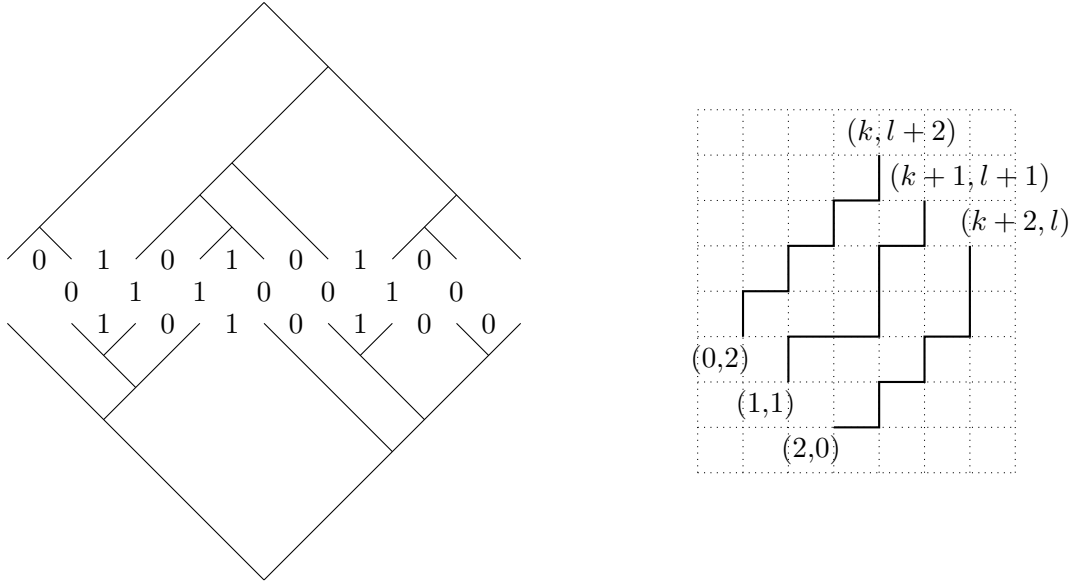 (k, l + 2)
(k + 1, l + 1)
(k + 2, l)
0 1 0 1 0 1 0
0 1 1 0 0 1 0
1 0 1 0 1 0 0
(0,2)
(1,1)
(2,0)